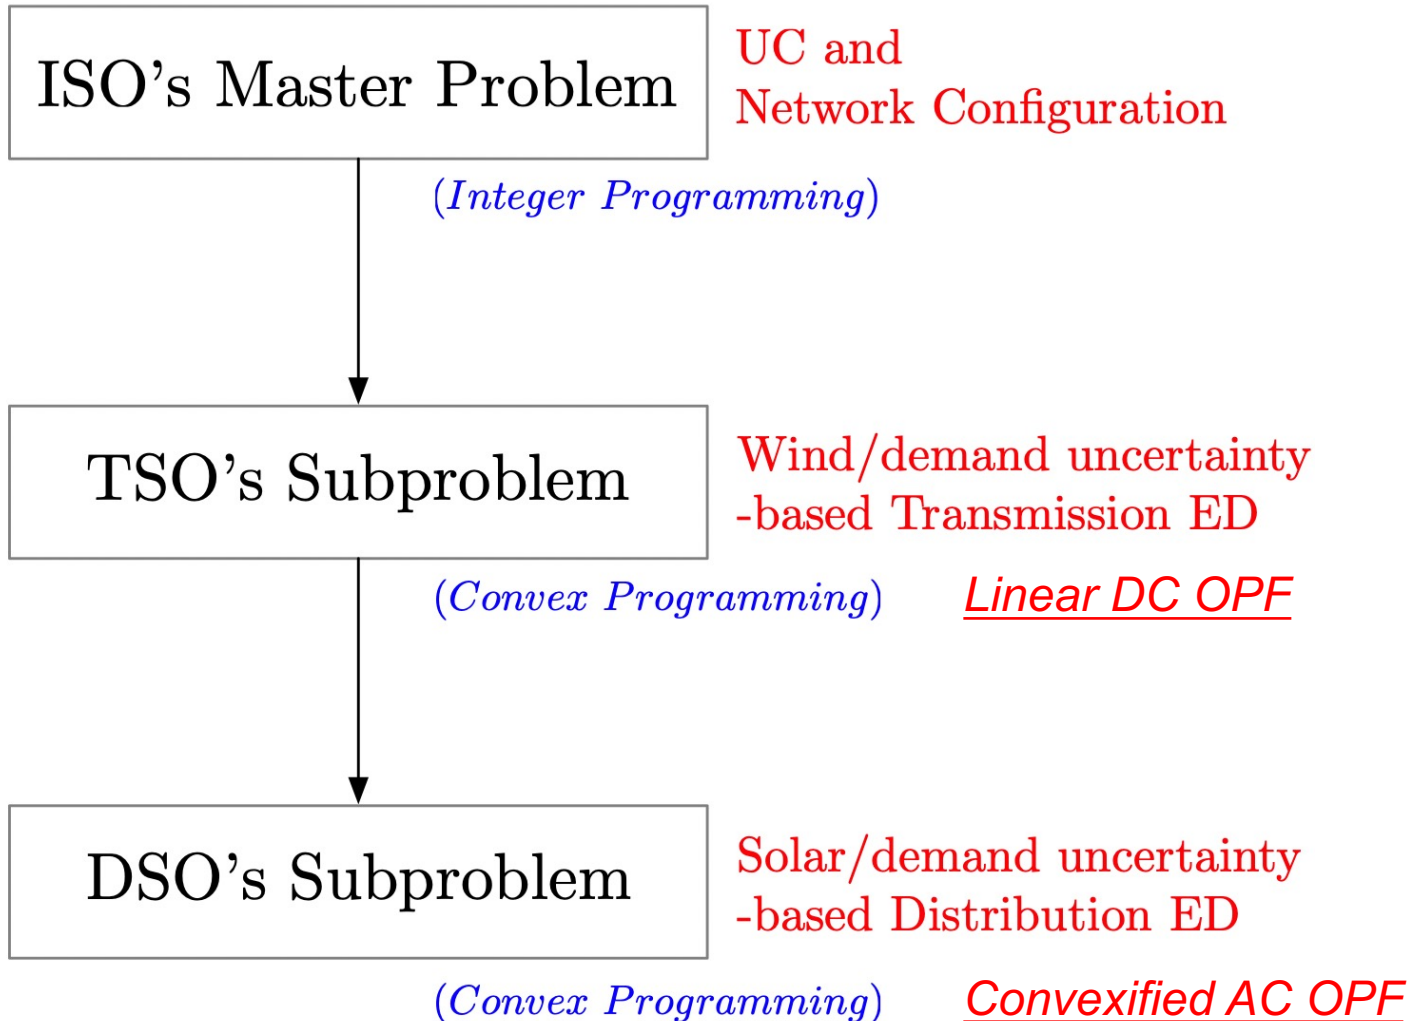 ISO's Master Problem
UC and
Network Configuration
(Integer Programming)
TSO's Subproblem
Wind/demand uncertainty
-based Transmission ED
(Convex Programming)
Linear DC OPF
DSO's Subproblem
Solar/demand uncertainty
-based Distribution ED
(Convex Programming)
Convexified AC OPF